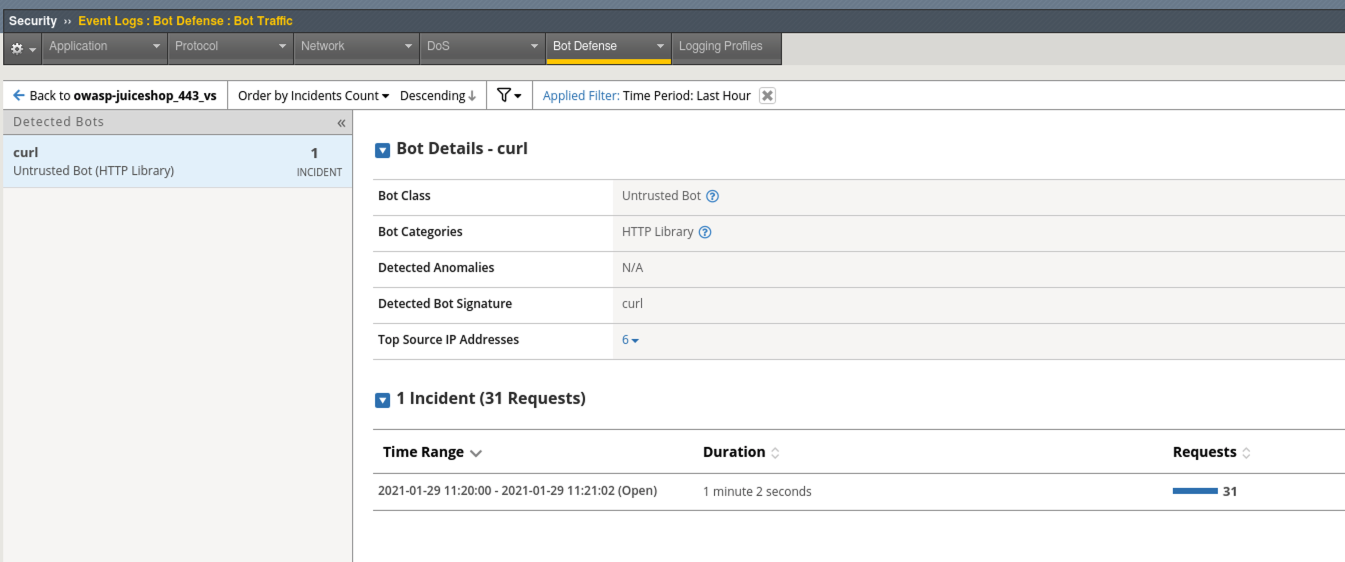 Security ›› Event Logs : Bot Defense : Bot Traffic
Application Protocol Network DoS Bot Defense Logging Profiles
Back to owasp-juiceshop_443_vs Order by Incidents Count Descending Applied Filter: Time Period: Last Hour
Detected Bots «
curl 1
Untrusted Bot (HTTP Library) INCIDENT
Bot Details - curl
Bot Class Untrusted Bot ?
Bot Categories HTTP Library ?
Detected Anomalies N/A
Detected Bot Signature curl
Top Source IP Addresses 6
1 Incident (31 Requests)
Time Range Duration Requests
2021-01-29 11:20:00 - 2021-01-29 11:21:02 (Open) 1 minute 2 seconds 31